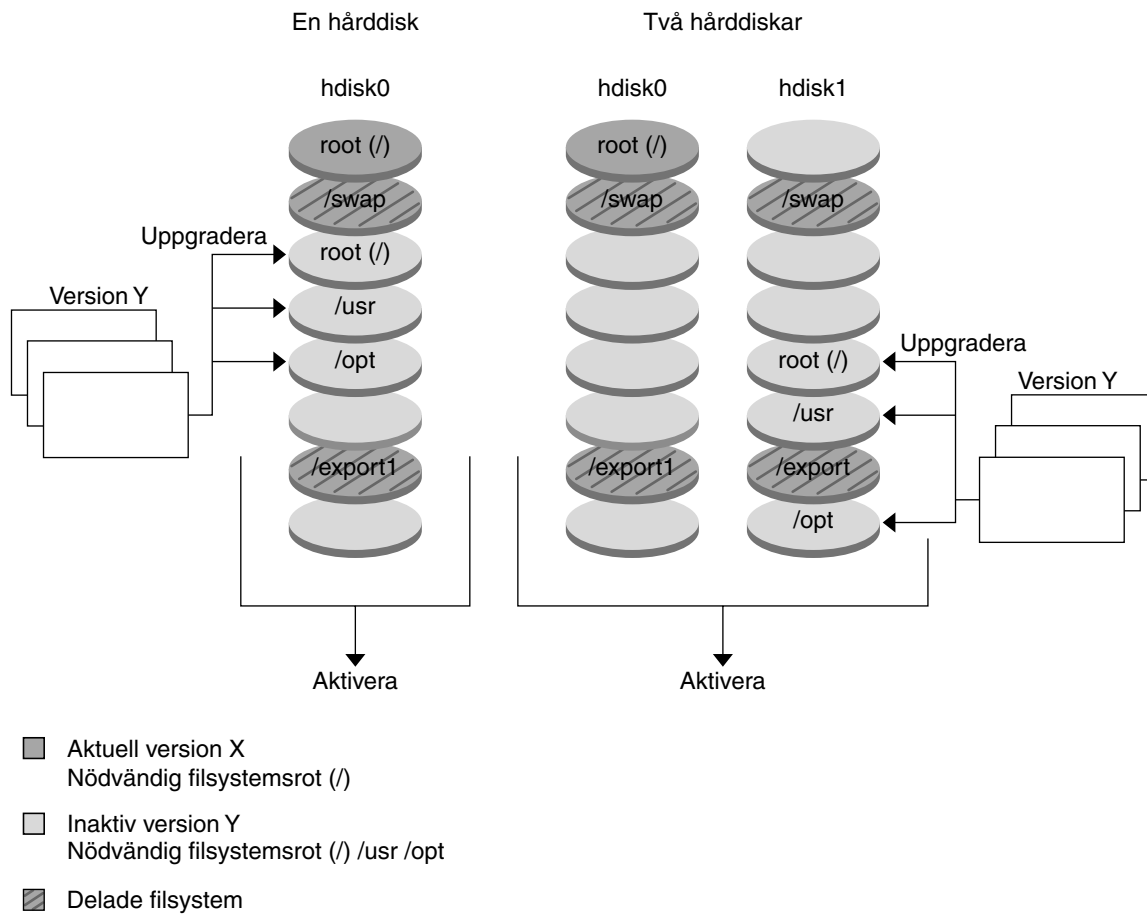 En hårddisk
Två hårddiskar
hdisk0
hdisk0
hdisk1
root (/)
root (/)
/swap
/swap
/swap
Uppgradera
root (/)
Version Y
/usr
/opt
root (/)
Uppgradera
Version Y
/usr
/export1
/export1
/export
/opt
Aktivera
Aktivera
Aktuell version X
Nödvändig filsystemsrot (/)
Inaktiv version Y
Nödvändig filsystemsrot (/) /usr /opt
Delade filsystem